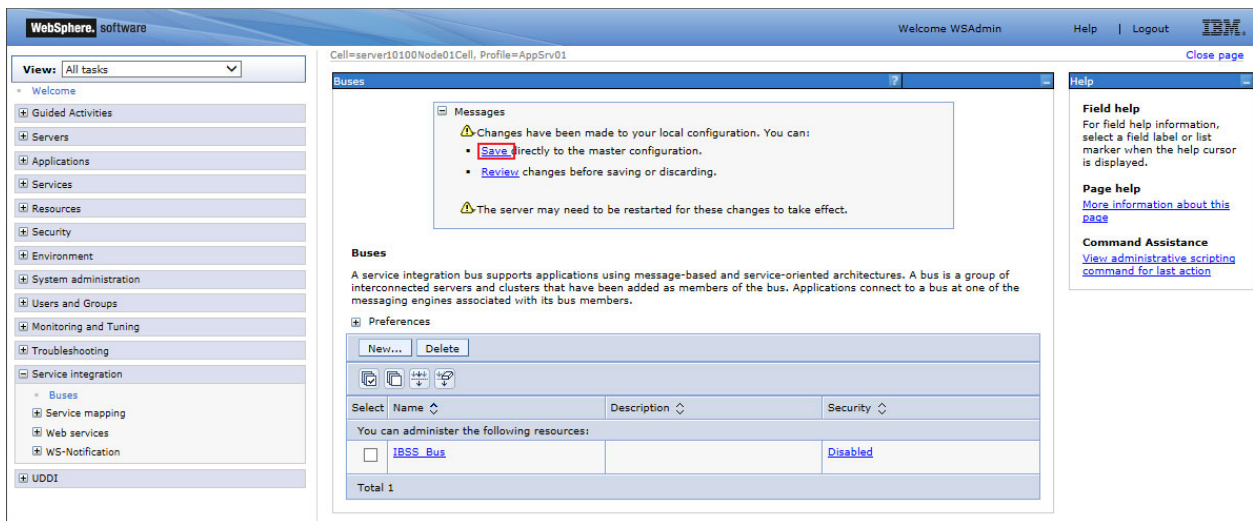 WebSphere. software
Welcome WSAdmin
Help | Logout
IBM.
Cell=server10100Node01Cell, Profile=AppSrv01
Close page
View: All tasks
Welcome
Guided Activities
Servers
Applications
Services
Resources
Security
Environment
System administration
Users and Groups
Monitoring and Tuning
Troubleshooting
Service integration
Buses
Service mapping
Web services
WS-Notification
UDDI
Buses
?
Messages
Changes have been made to your local configuration. You can:
Save directly to the master configuration.
Review changes before saving or discarding.
The server may need to be restarted for these changes to take effect.
Buses
A service integration bus supports applications using message-based and service-oriented architectures. A bus is a group of
interconnected servers and clusters that have been added as members of the bus. Applications connect to a bus at one of the
messaging engines associated with its bus members.
Preferences
New... Delete
Select Name Description Security
You can administer the following resources:
IBSS_Bus Disabled
Total 1
Help
Field help
For field help information,
select a field label or list
marker when the help cursor
is displayed.
Page help
More information about this
page
Command Assistance
View administrative scripting
command for last action